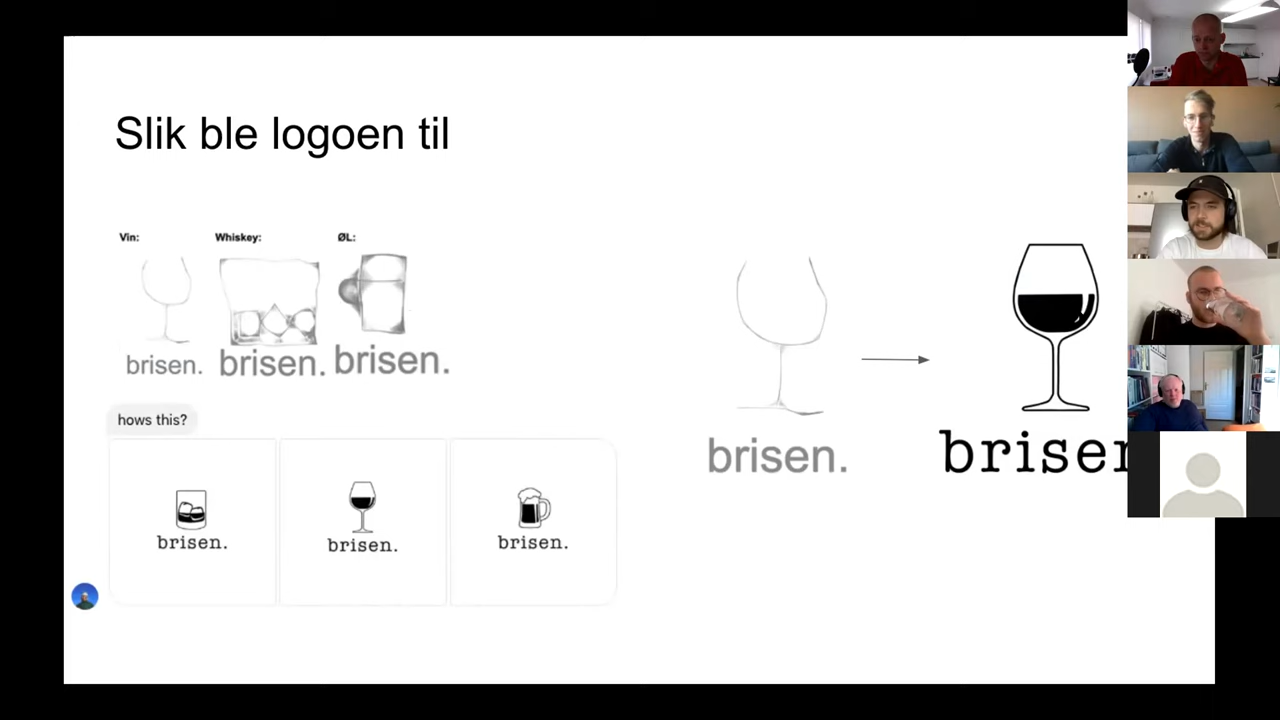 Slik ble logoen til
Vin:
Whiskey:
ØL:
brisen.
brisen.
brisen.
hows this?
brisen.
brisen.
brisen.
brisen.
brisen